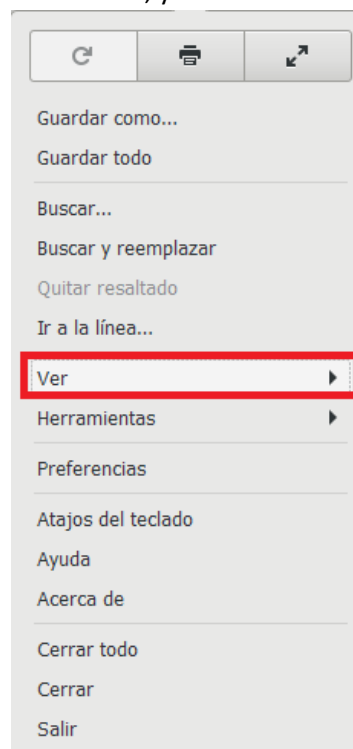 Guardar como...
Guardar todo
Buscar...
Buscar y reemplazar
Quitar resaltado
Ir a la línea...
Ver
Herramientas
Preferencias
Atajos del teclado
Ayuda
Acerca de
Cerrar todo
Cerrar
Salir